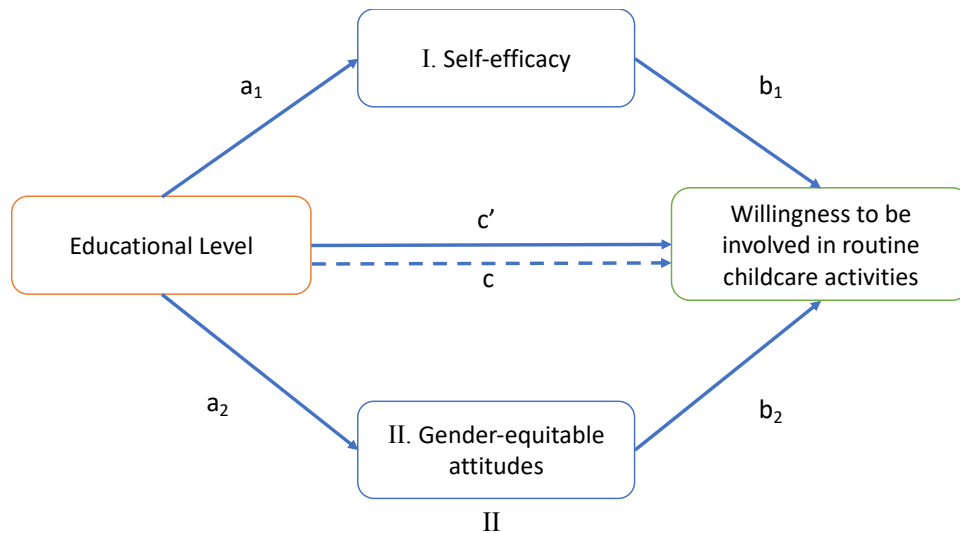 I. Self-efficacy
a₁
b₁
Educational Level
c’
c
Willingness to be
involved in routine
childcare activities
a₂
b₂
II. Gender-equitable
attitudes
II